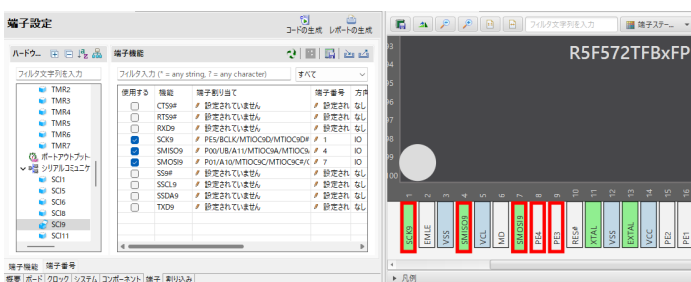 端子設定
コードの生成 レポートの生成
ハードウ...
端子機能
フィルタ文字列を入力
フィルタ入力 (* = any string, ? = any character)
すべて
TMR2
TMR3
TMR4
TMR5
TMR6
TMR7
ポートアウトプット
シリアルコミュニケ
SCI1
SCI5
SCI6
SCI8
SCI9
SCI11
使用する 機能 端子割り当て 端子番号 方向
CTS9# 設定されていません 設定され なし
RTS9# 設定されていません 設定され なし
RXD9 設定されていません 設定され なし
SCK9 PE5/BCLK/MTIOC9D/MTIOC9D# 1 IO
SMISO9 P00/UB/A11/MTIOC9A/MTIOC9 4 IO
SMOSI9 P01/A10/MTIOC9C/MTIOC9C#/ 7 IO
SS9# 設定されていません 設定され なし
SSCL9 設定されていません 設定され なし
SSDA9 設定されていません 設定され なし
TXD9 設定されていません 設定され なし
端子機能 端子番号
概要 ボード クロック システム コンポーネント 端子 割り込み
フィルタ文字列を入力
端子ステー...
R5F572TFBxFP
93
94
95
96
97
98
99
100
1 2 3 4 5 6 7 8 9 10 11 12 13 14 15 16
SCK9 EMLE VSS SMISO9 VCL MD SMOSI9 PE4 PE3 RES# XTAL VSS EXTAL VCC PE2 PE1
凡例